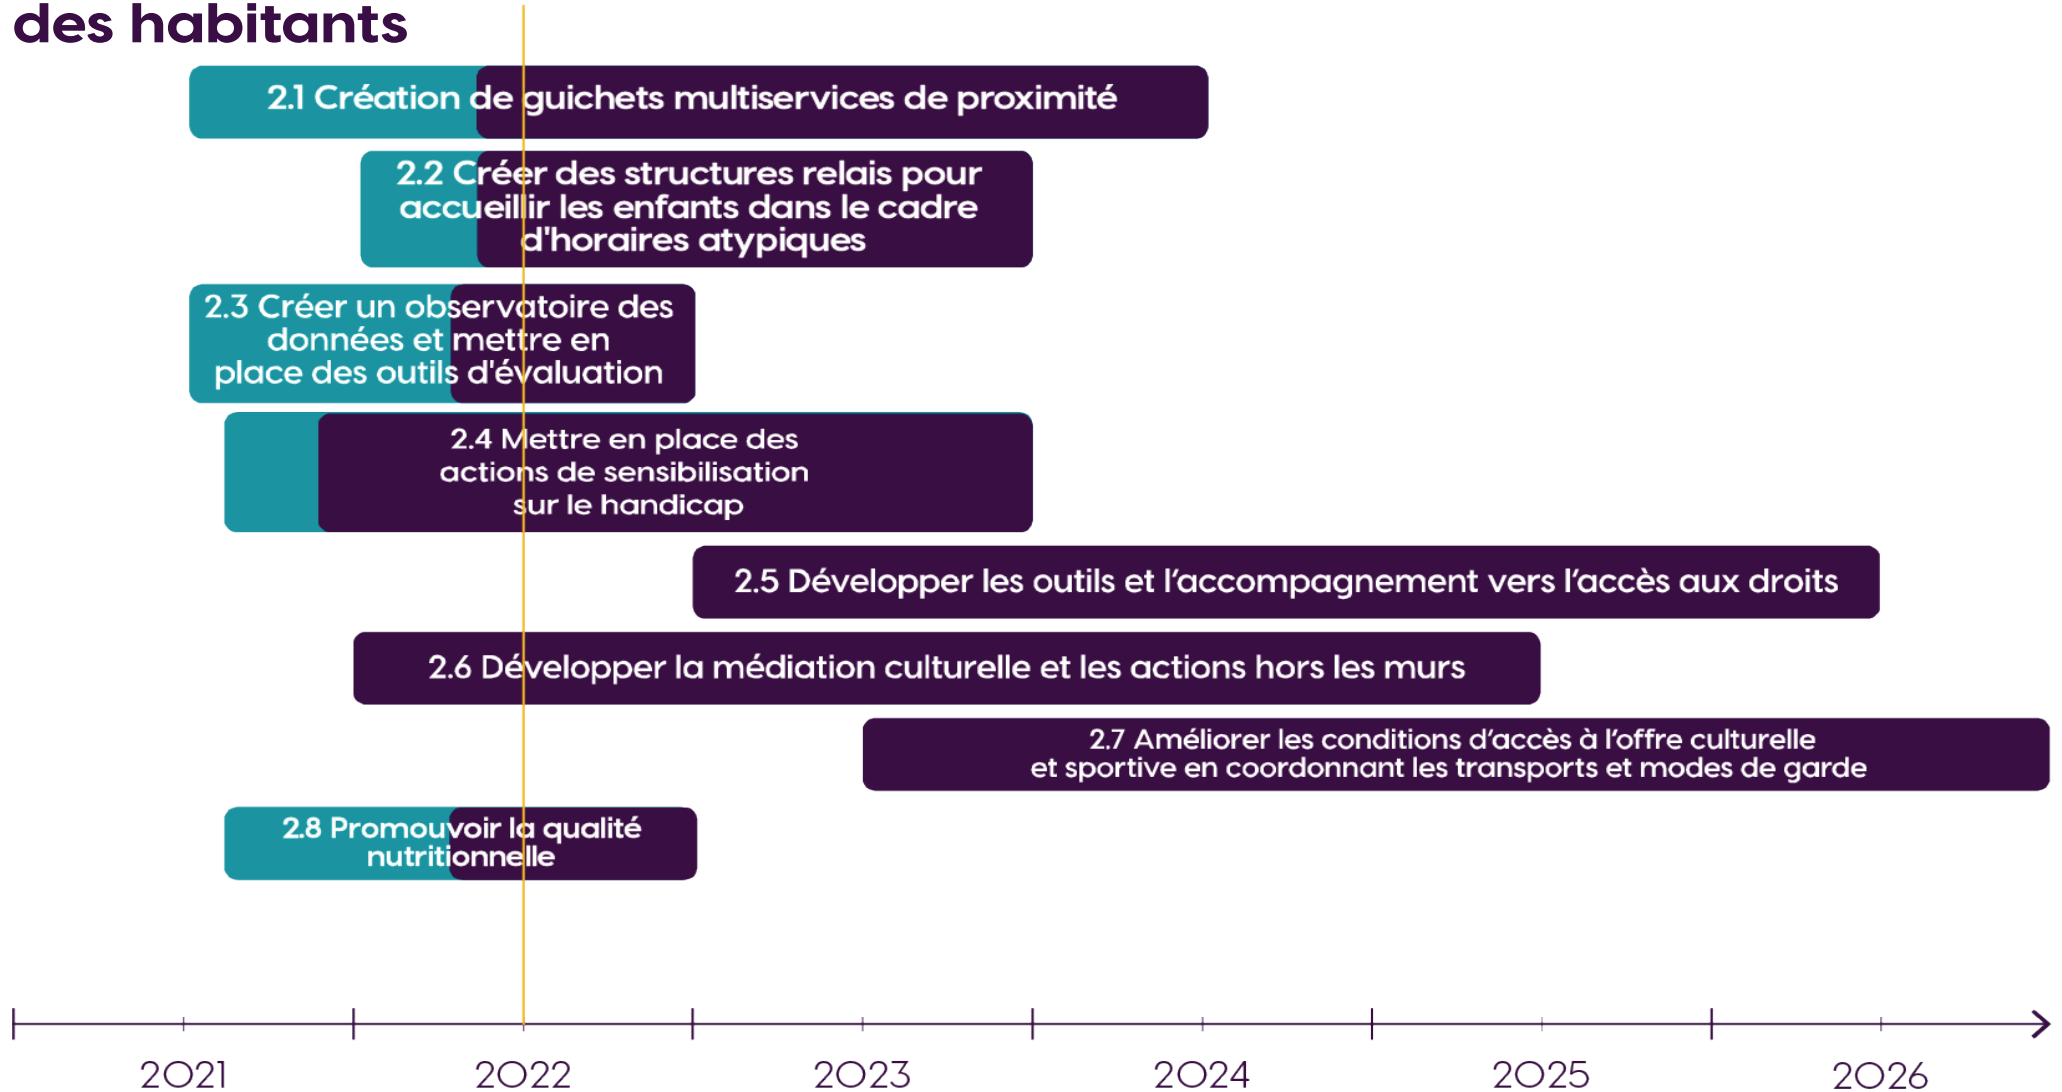 des habitants
2.1 Création de guichets multiservices de proximité
2.2 Créer des structures relais pour
accueillir les enfants dans le cadre
d'horaires atypiques
2.3 Créer un observatoire des
données et mettre en
place des outils d'évaluation
2.4 Mettre en place des
actions de sensibilisation
sur le handicap
2.5 Développer les outils et l’accompagnement vers l’accès aux droits
2.6 Développer la médiation culturelle et les actions hors les murs
2.7 Améliorer les conditions d’accès à l’offre culturelle
et sportive en coordonnant les transports et modes de garde
2.8 Promouvoir la qualité
nutritionnelle
2021 2022 2023 2024 2025 2026